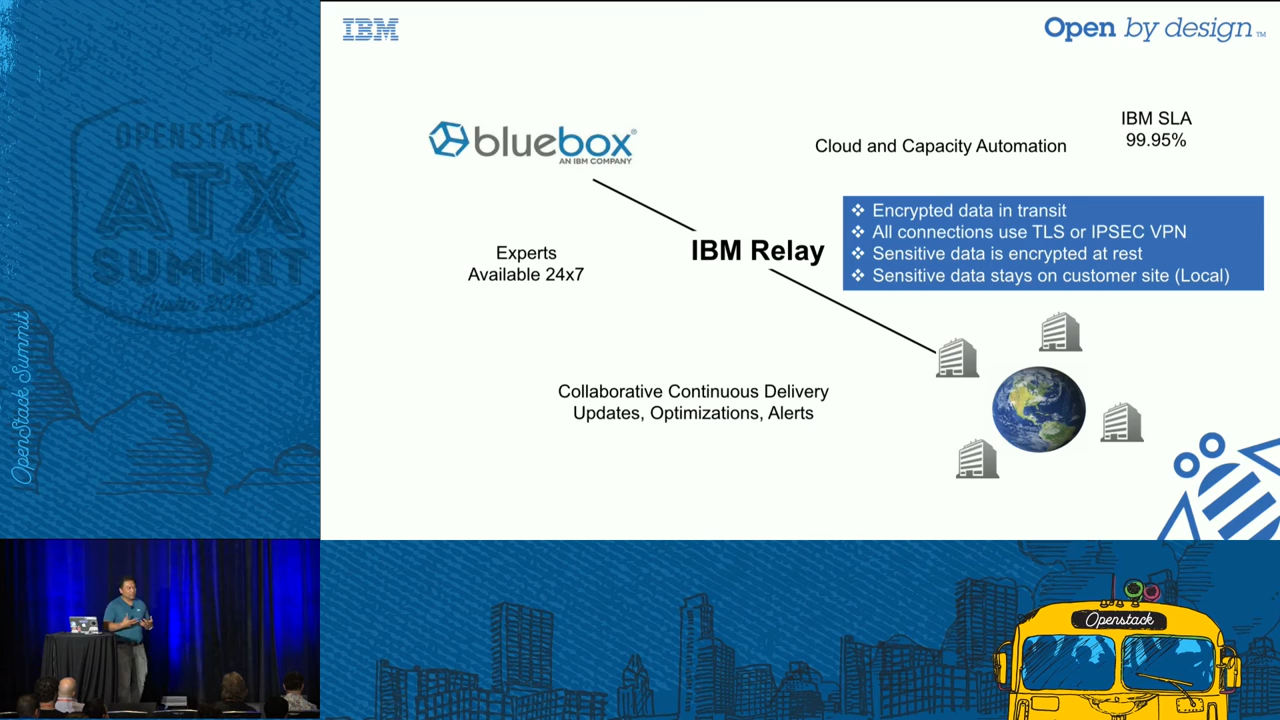 IBM
Open by design™
bluebox®
AN IBM COMPANY
Cloud and Capacity Automation
IBM SLA
99.95%
❖ Encrypted data in transit
❖ All connections use TLS or IPSEC VPN
❖ Sensitive data is encrypted at rest
❖ Sensitive data stays on customer site (Local)
IBM Relay
Experts
Available 24x7
Collaborative Continuous Delivery
Updates, Optimizations, Alerts
OPENSTACK
ATX
SUMMIT
OpenStack Summit
Openstack